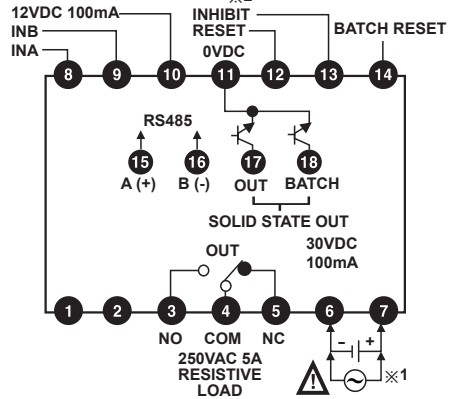 12VDC 100mA
INHIBIT
INB
RESET
BATCH RESET
INA
0VDC
8 9 10 11 12 13 14
RS485
15 16 17 18
A (+) B (-) OUT BATCH
SOLID STATE OUT
30VDC
100mA
OUT
1 2 3 4 5 6 7
NO COM NC
- +
250VAC 5A
RESISTIVE
LOAD
! ※1